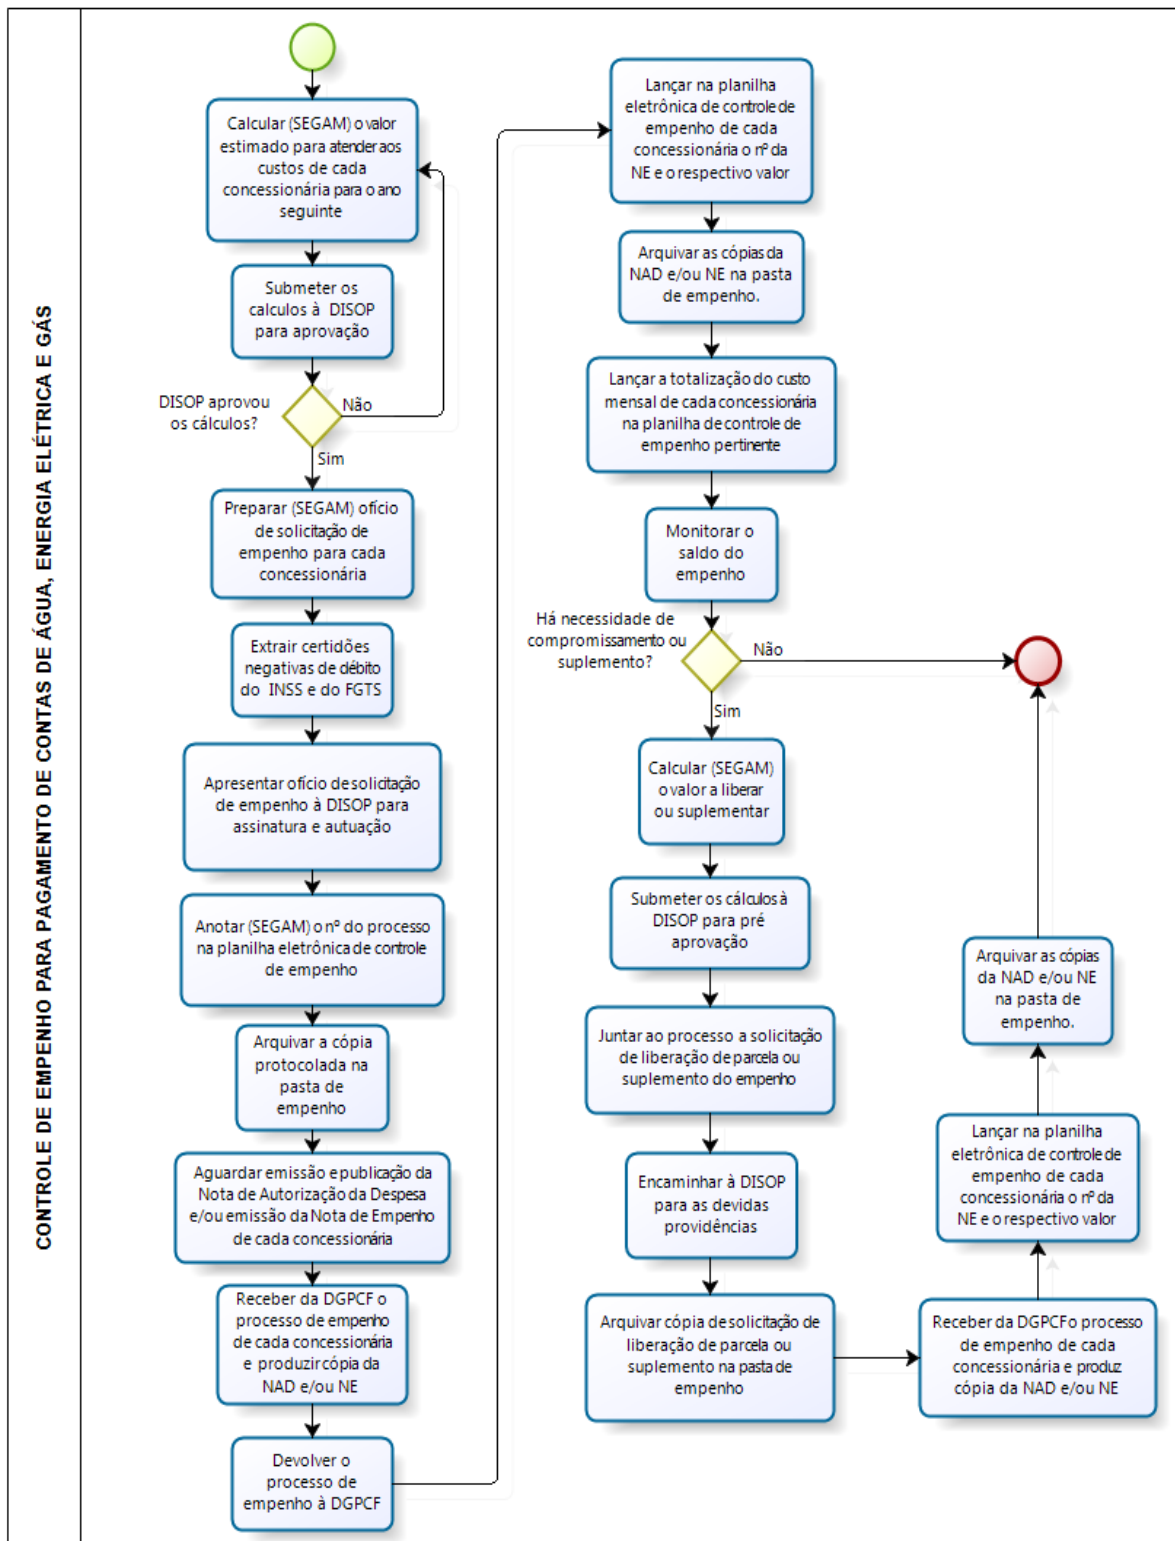 CONTROLE DE EMPENHO PARA PAGAMENTO DE CONTAS DE ÁGUA, ENERGIA ELÉTRICA E GÁS
Calcular (SEGAM) o valor
estimado para atender aos
custos de cada
concessionária para o ano
seguinte
Submeter os
calculos à DISOP
para aprovação
DISOP aprovou
os cálculos?
Não
Sim
Preparar (SEGAM) ofício
de solicitação de
empenho para cada
concessionária
Extrair certidões
negativas de débito
do INSS e do FGTS
Apresentar ofício de solicitação
de empenho à DISOP para
assinatura e autuação
Anotar (SEGAM) o nº do processo
na planilha eletrônica de controle
de empenho
Arquivar a cópia
protocolada na
pasta de
empenho
Aguardar emissão e publicação da
Nota de Autorização da Despesa
e/ou emissão da Nota de Empenho
de cada concessionária
Receber da DGPCF o
processo de empenho
de cada concessionária
e produzir cópia da
NAD e/ou NE
Devolver o
processo de
empenho à DGPCF
Lançar na planilha
eletrônica de controle de
empenho de cada
concessionária o nº da
NE e o respectivo valor
Arquivar as cópias da
NAD e/ou NE na pasta
de empenho.
Lançar a totalização do custo
mensal de cada concessionária
na planilha de controle de
empenho pertinente
Monitorar o
saldo do
empenho
Há necessidade de
compromissamento ou
suplemento?
Não
Sim
Calcular (SEGAM)
o valor a liberar
ou suplementar
Submeter os cálculos à
DISOP para pré
aprovação
Juntar ao processo a solicitação
de liberação de parcela ou
suplemento do empenho
Encaminhar à DISOP
para as devidas
providências
Arquivar cópia de solicitação de
liberação de parcela ou
suplemento na pasta de
empenho
Receber da DGPCF o processo
de empenho de cada
concessionária e produz
cópia da NAD e/ou NE
Lançar na planilha
eletrônica de controle de
empenho de cada
concessionária o nº da
NE e o respectivo valor
Arquivar as cópias
da NAD e/ou NE
na pasta de
empenho.